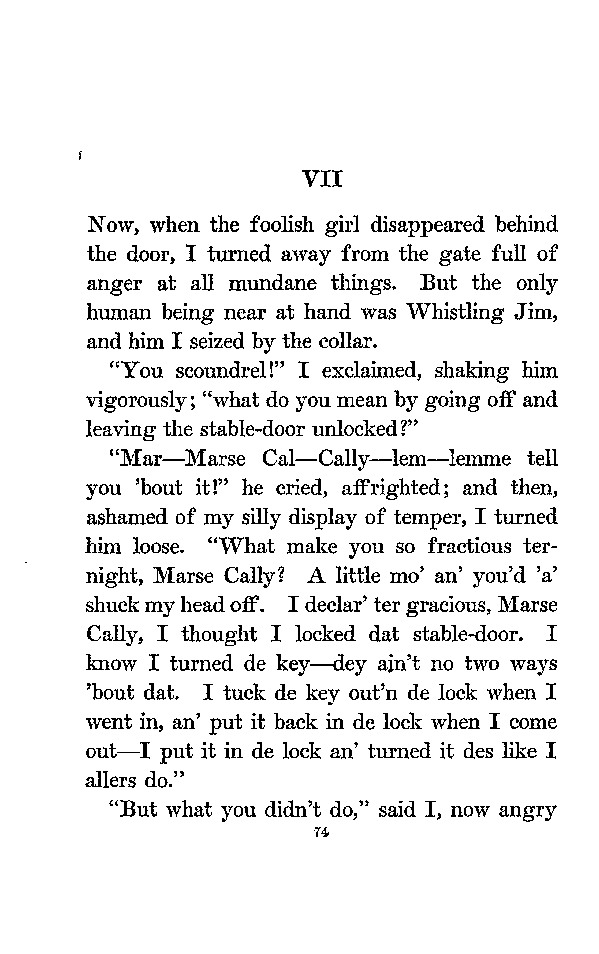 VII
Now, when the foolish girl disappeared behind
the door, I turned away from the gate full of
anger at all mundane things. But the only
human being near at hand was Whistling Jim,
and him I seized by the collar.
“You scoundrel!” I exclaimed, shaking him
vigorously; “what do you mean by going off and
leaving the stable-door unlocked?”
“Mar—Marse Cal—Cally—lem—lemme tell
you ’bout it!” he cried, affrighted; and then,
ashamed of my silly display of temper, I turned
him loose. “What make you so fractious ter-
night, Marse Cally? A little mo’ an’ you’d ’a’
shuck my head off. I declar’ ter gracious, Marse
Cally, I thought I locked dat stable-door. I
know I turned de key—dey ain’t no two ways
’bout dat. I tuck de key out’n de lock when I
went in, an’ put it back in de lock when I come
out—I put it in de lock an’ turned it des like I
allers do.”
“But what you didn’t do,” said I, now angry
74